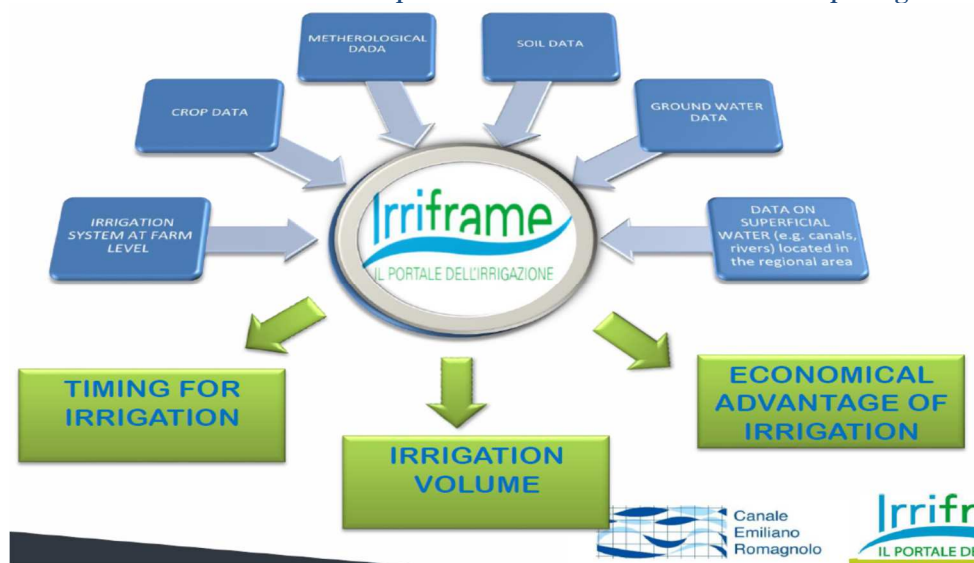 METHEROLOGICAL
DADA
SOIL DATA
CROP DATA
GROUND WATER
DATA
IRRIGATION
SYSTEM AT FARM
LEVEL
Irriframe
IL PORTALE DELL'IRRIGAZIONE
DATA ON
SUPERFICIAL
WATER (e.g. canals,
rivers) located in
the regional area
TIMING FOR
IRRIGATION
IRRIGATION
VOLUME
ECONOMICAL
ADVANTAGE OF
IRRIGATION
Canale
Emiliano
Romagnolo
Irrifr
IL PORTALE DE